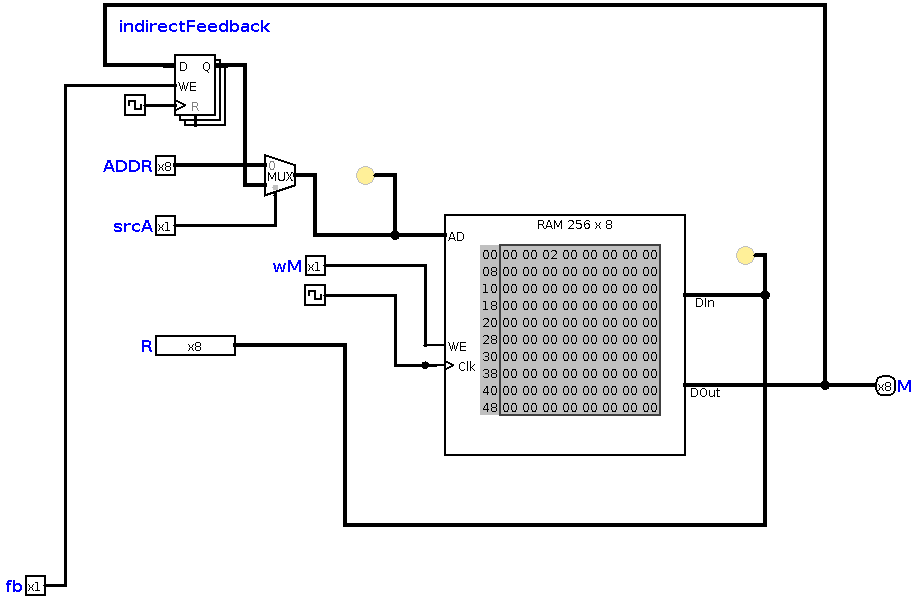 indirectFeedback
D Q
WE
R
ADDR x8
0
MUX
srcA x1
RAM 256 x 8
AD
wM x1
00 00 00 02 00 00 00 00 00
08 00 00 00 00 00 00 00 00
10 00 00 00 00 00 00 00 00
18 00 00 00 00 00 00 00 00
20 00 00 00 00 00 00 00 00
28 00 00 00 00 00 00 00 00
30 00 00 00 00 00 00 00 00
38 00 00 00 00 00 00 00 00
40 00 00 00 00 00 00 00 00
48 00 00 00 00 00 00 00 00
DIn
R x8
WE
Clk
DOut
x8 M
fb x1